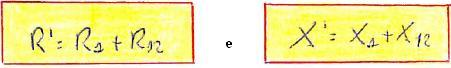 R' = R1 + R12 e X' = X1 + X12